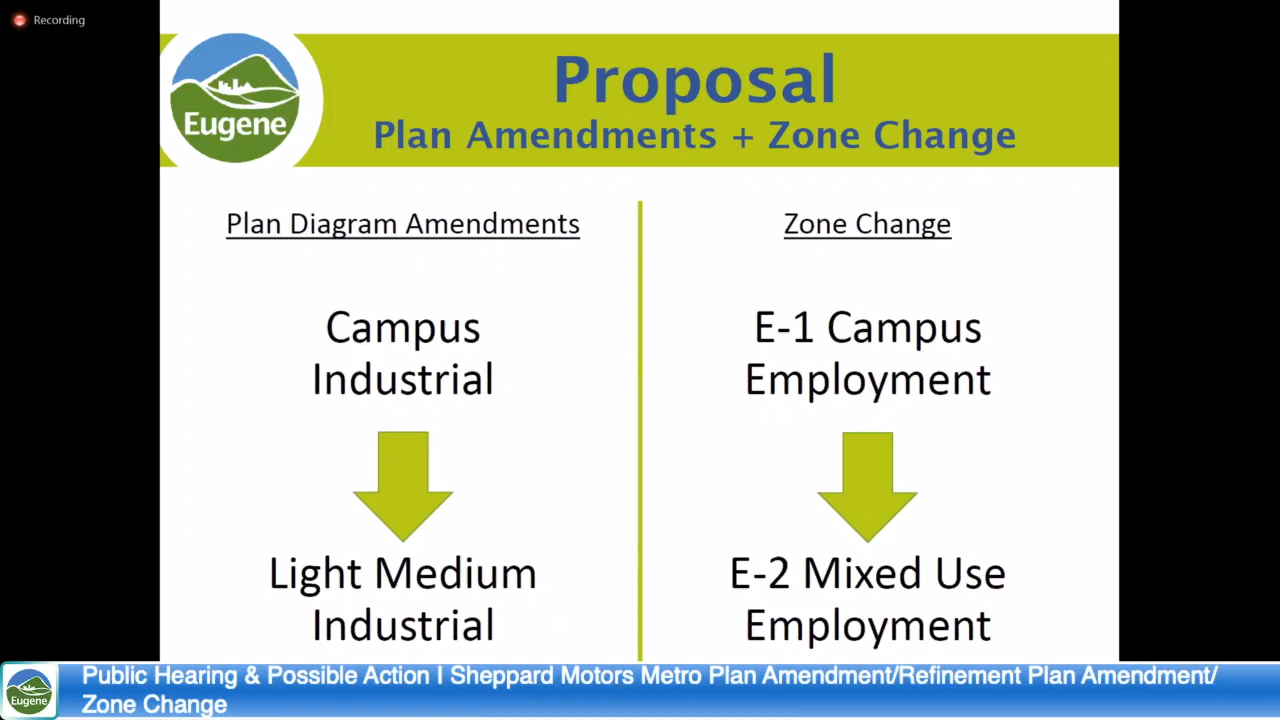 Recording
Eugene
Proposal
Plan Amendments + Zone Change
Plan Diagram Amendments
Campus
Industrial
Light Medium
Industrial
Zone Change
E-1 Campus
Employment
E-2 Mixed Use
Employment
Eugene
Public Hearing & Possible Action I Sheppard Motors Metro Plan Amendment/Refinement Plan Amendment/
Zone Change